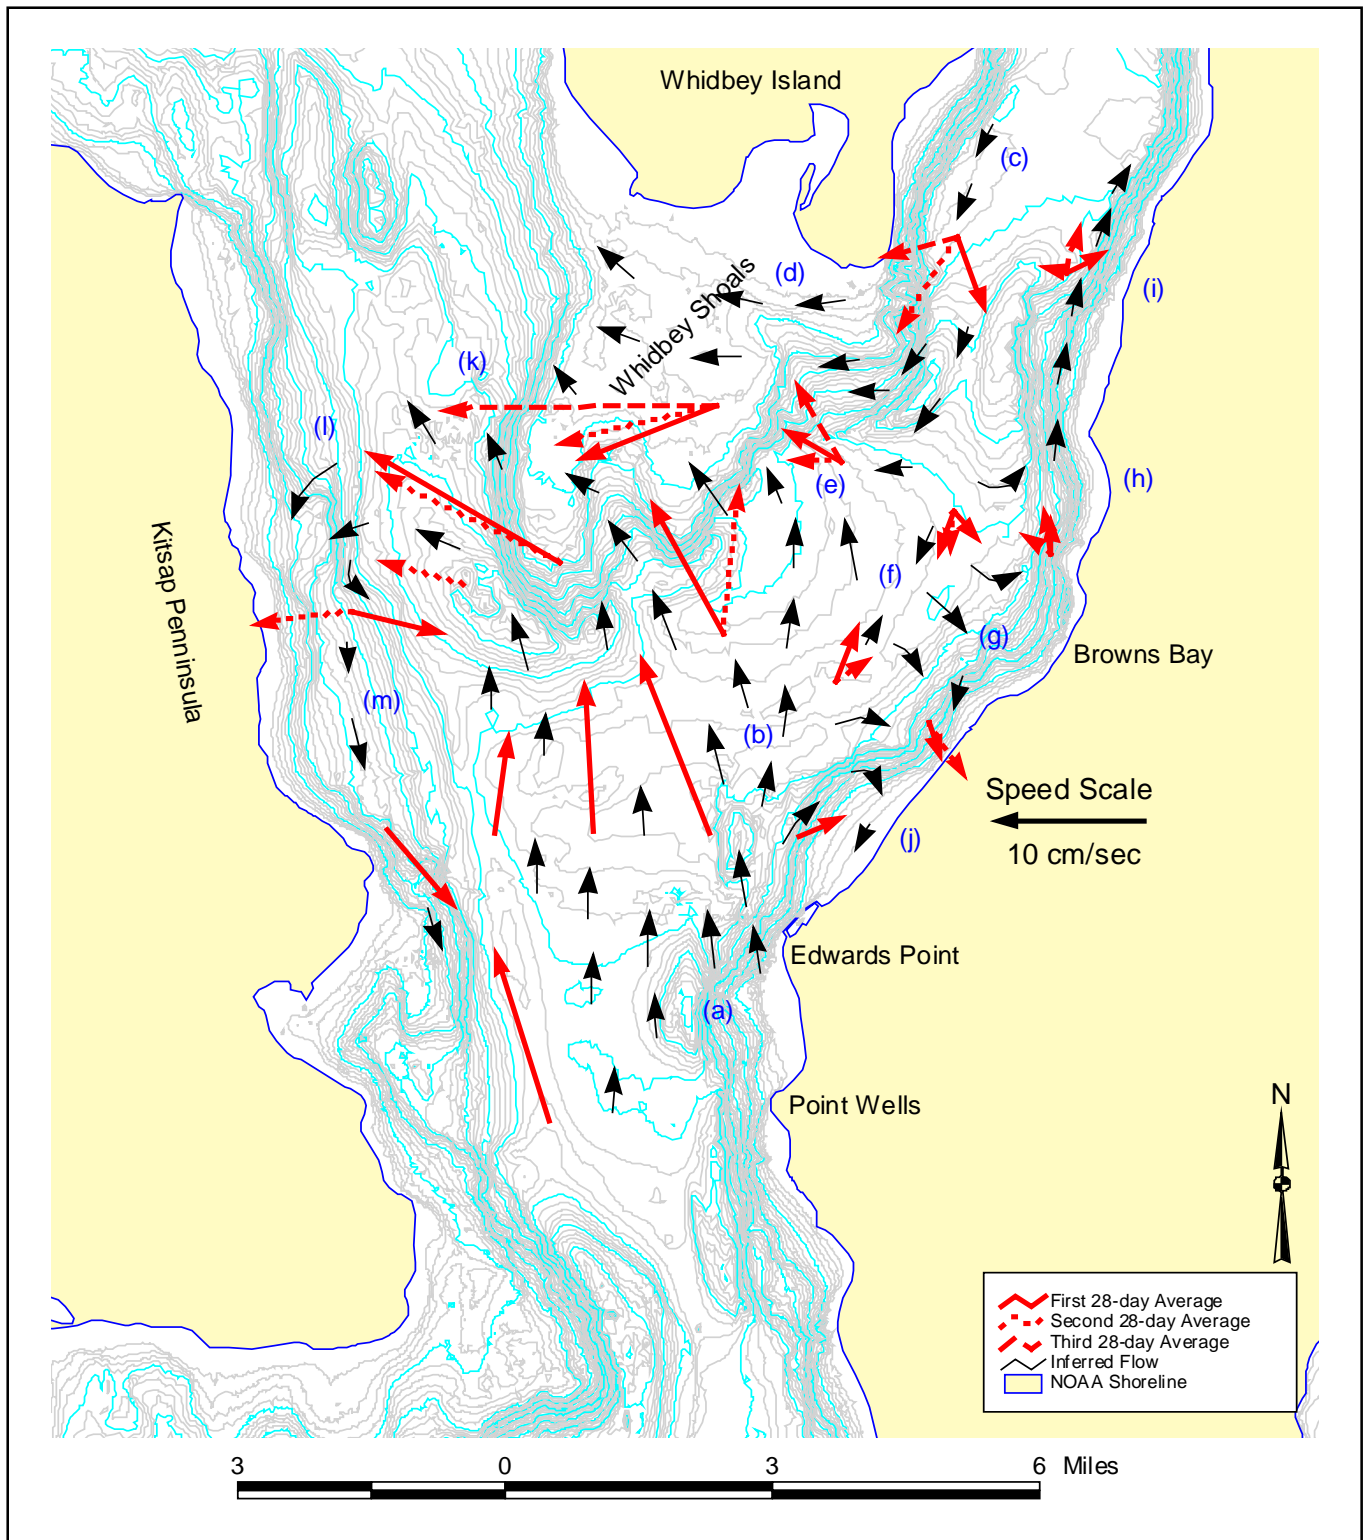 Whidbey Island
(c)
(d)
(i)
Whidbey Shoals
(k)
(l)
(e)
(h)
Kitsap Penninsula
(f)
(g)
Browns Bay
(m)
(b)
Speed Scale
(j)
10 cm/sec
Edwards Point
(a)
Point Wells
N
First 28-day Average
Second 28-day Average
Third 28-day Average
Inferred Flow
NOAA Shoreline
3 0 3 6 Miles